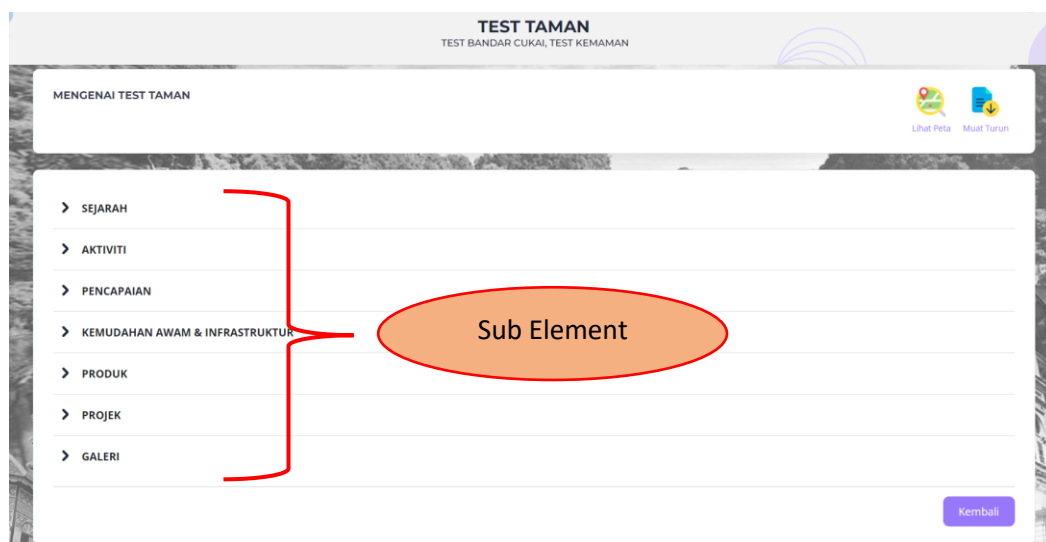 TEST TAMAN
TEST BANDAR CUKAI, TEST KEMAMAN
MENGENAI TEST TAMAN
Lihat Peta Muat Turun
SEJARAH
AKTIVITI
PENCAPAIAN
KEMUDAHAN AWAM & INFRASTRUKTUR
Sub Element
PRODUK
PROJEK
GALERI
Kembali